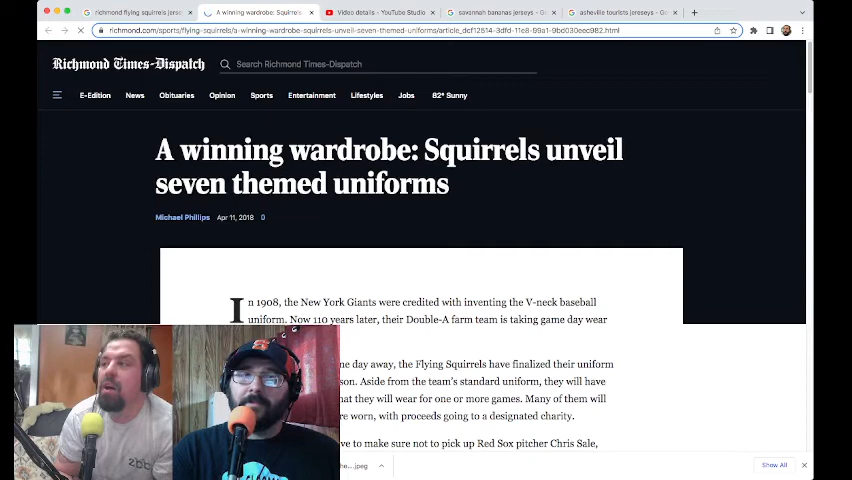 richmond flying squirrels jerse
A winning wardrobe: Squirrels
Video details - YouTube Studio
savannah bananas jerseys - G
asheville tourists jereseys - G
richmond.com/sports/flying-squirrels/a-winning-wardrobe-squirrels-unveil-seven-themed-uniforms/article_dcf12514-3dfd-11e8-99a1-9bd030eec982.html
Richmond Times-Dispatch
Search Richmond Times-Dispatch
E-Edition News Obituaries Opinion Sports Entertainment Lifestyles Jobs 82° Sunny
A winning wardrobe: Squirrels unveil
seven themed uniforms
Michael Phillips Apr 11, 2018 0
In 1908, the New York Giants were credited with inventing the V-neck baseball
uniform. Now 110 years later, their Double-A farm team is taking game day wear
ne day away, the Flying Squirrels have finalized their uniform
son. Aside from the team's standard uniform, they will have
hat they will wear for one or more games. Many of them will
re worn, with proceeds going to a designated charity.
ve to make sure not to pick up Red Sox pitcher Chris Sale,
he....jpeg
Show All